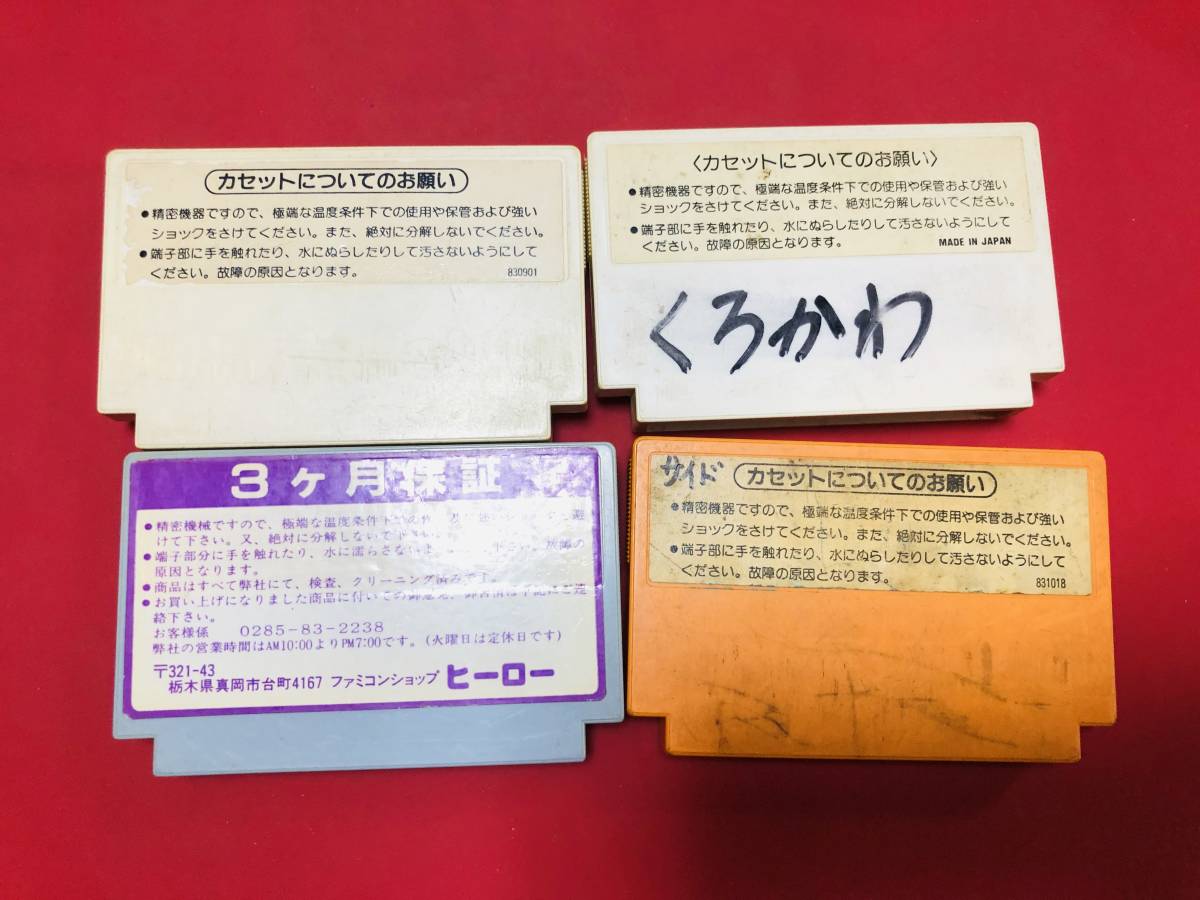 カセットについてのお願い
●精密機器ですので、極端な温度条件下での使用や保管および強い
ショックをさけてください。また、絶対に分解しないでください。
●端子部に手を触れたり、水にぬらしたりして汚さないようにして
ください。故障の原因となります。
830901
〈カセットについてのお願い〉
●精密機器ですので、極端な温度条件下での使用や保管および強い
ショックをさけてください。また、絶対に分解しないでください。
●端子部に手を触れたり、水にぬらしたりして汚さないようにして
ください。故障の原因となります。
MADE IN JAPAN
くろかわ
3ヶ月保証
●精密機械ですので、極端な温度条件下での
けて下さい。又、絶対に分解しないで下さい。
●端子部分に手を触れたり、水に濡らさない
原因となります。
●商品はすべて弊社にて、検査、クリーニング済みです。
●お買い上げになりました商品に付いての御意見、御苦情は下記にご連
絡下さい。
お客様係 0285-83-2238
弊社の営業時間はAM10:00よりPM7:00です。(火曜日は定休日です)
〒321-43
栃木県真岡市台町4167 ファミコンショップ ヒーロー
サイド
カセットについてのお願い
●精密機器ですので、極端な温度条件下での使用や保管および強い
ショックをさけてください。また、絶対に分解しないでください。
●端子部に手を触れたり、水にぬらしたりして汚さないようにして
ください。故障の原因となります。
831018